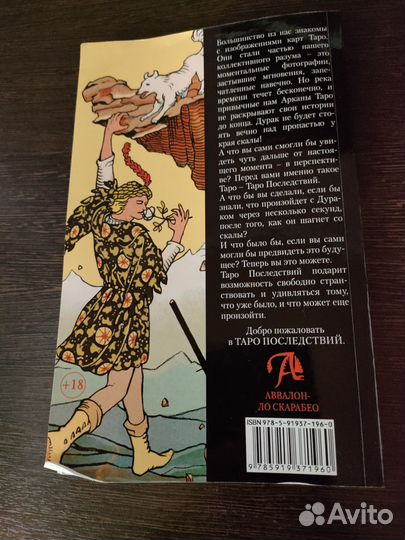 Большинство из нас знакомы
с изображениями карт Таро.
Они стали частью нашего
коллективного разума – это
моментальные фотографии,
застывшие мгновения, запе-
чатленные навечно. Но река
времени течет бесконечно, и
привычные нам Арканы Таро
не раскрывают свои истории
до конца. Дурак не будет сто-
ять вечно над пропастью у
края скалы!
А что вы сами смогли бы уви-
деть чуть дальше от настоя-
щего момента – в перспекти-
ве? Перед вами именно такое
Таро – Таро Последствий.
А что бы вы сделали, если бы
знали, что произойдет с Дура-
ком через несколько секунд,
после того, как он шагнет со
скалы?
И что было бы, если вы сами
могли бы предвидеть это буду-
щее? Теперь вы это можете.
Таро Последствий подарит
возможность свободно стран-
ствовать и удивляться тому,
что уже было, и что может еще
произойти.
Добро пожаловать
в ТАРО ПОСЛЕДСТВИЙ.
АВВАЛОН-
ЛО СКАРАБЕО
+18
ISBN 978-5-91937-196-0
9 785919 371960
Avito